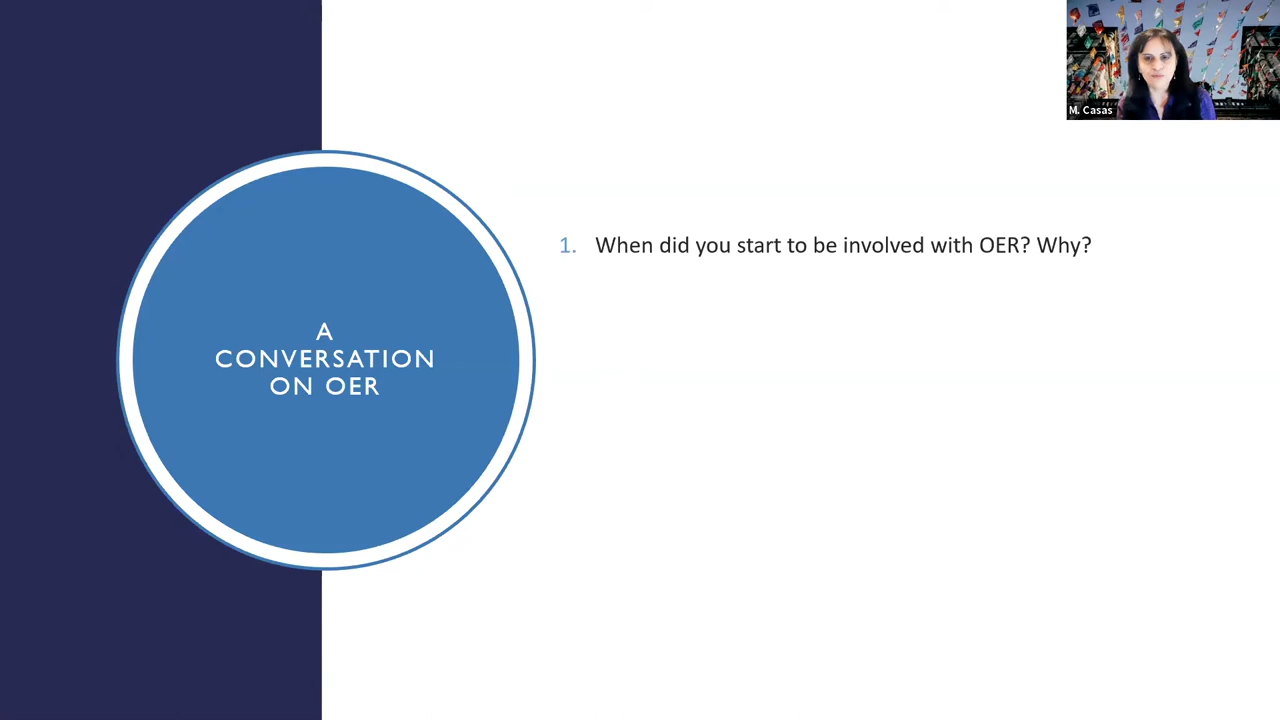 M. Casas
A
CONVERSATION
ON OER
1. When did you start to be involved with OER? Why?